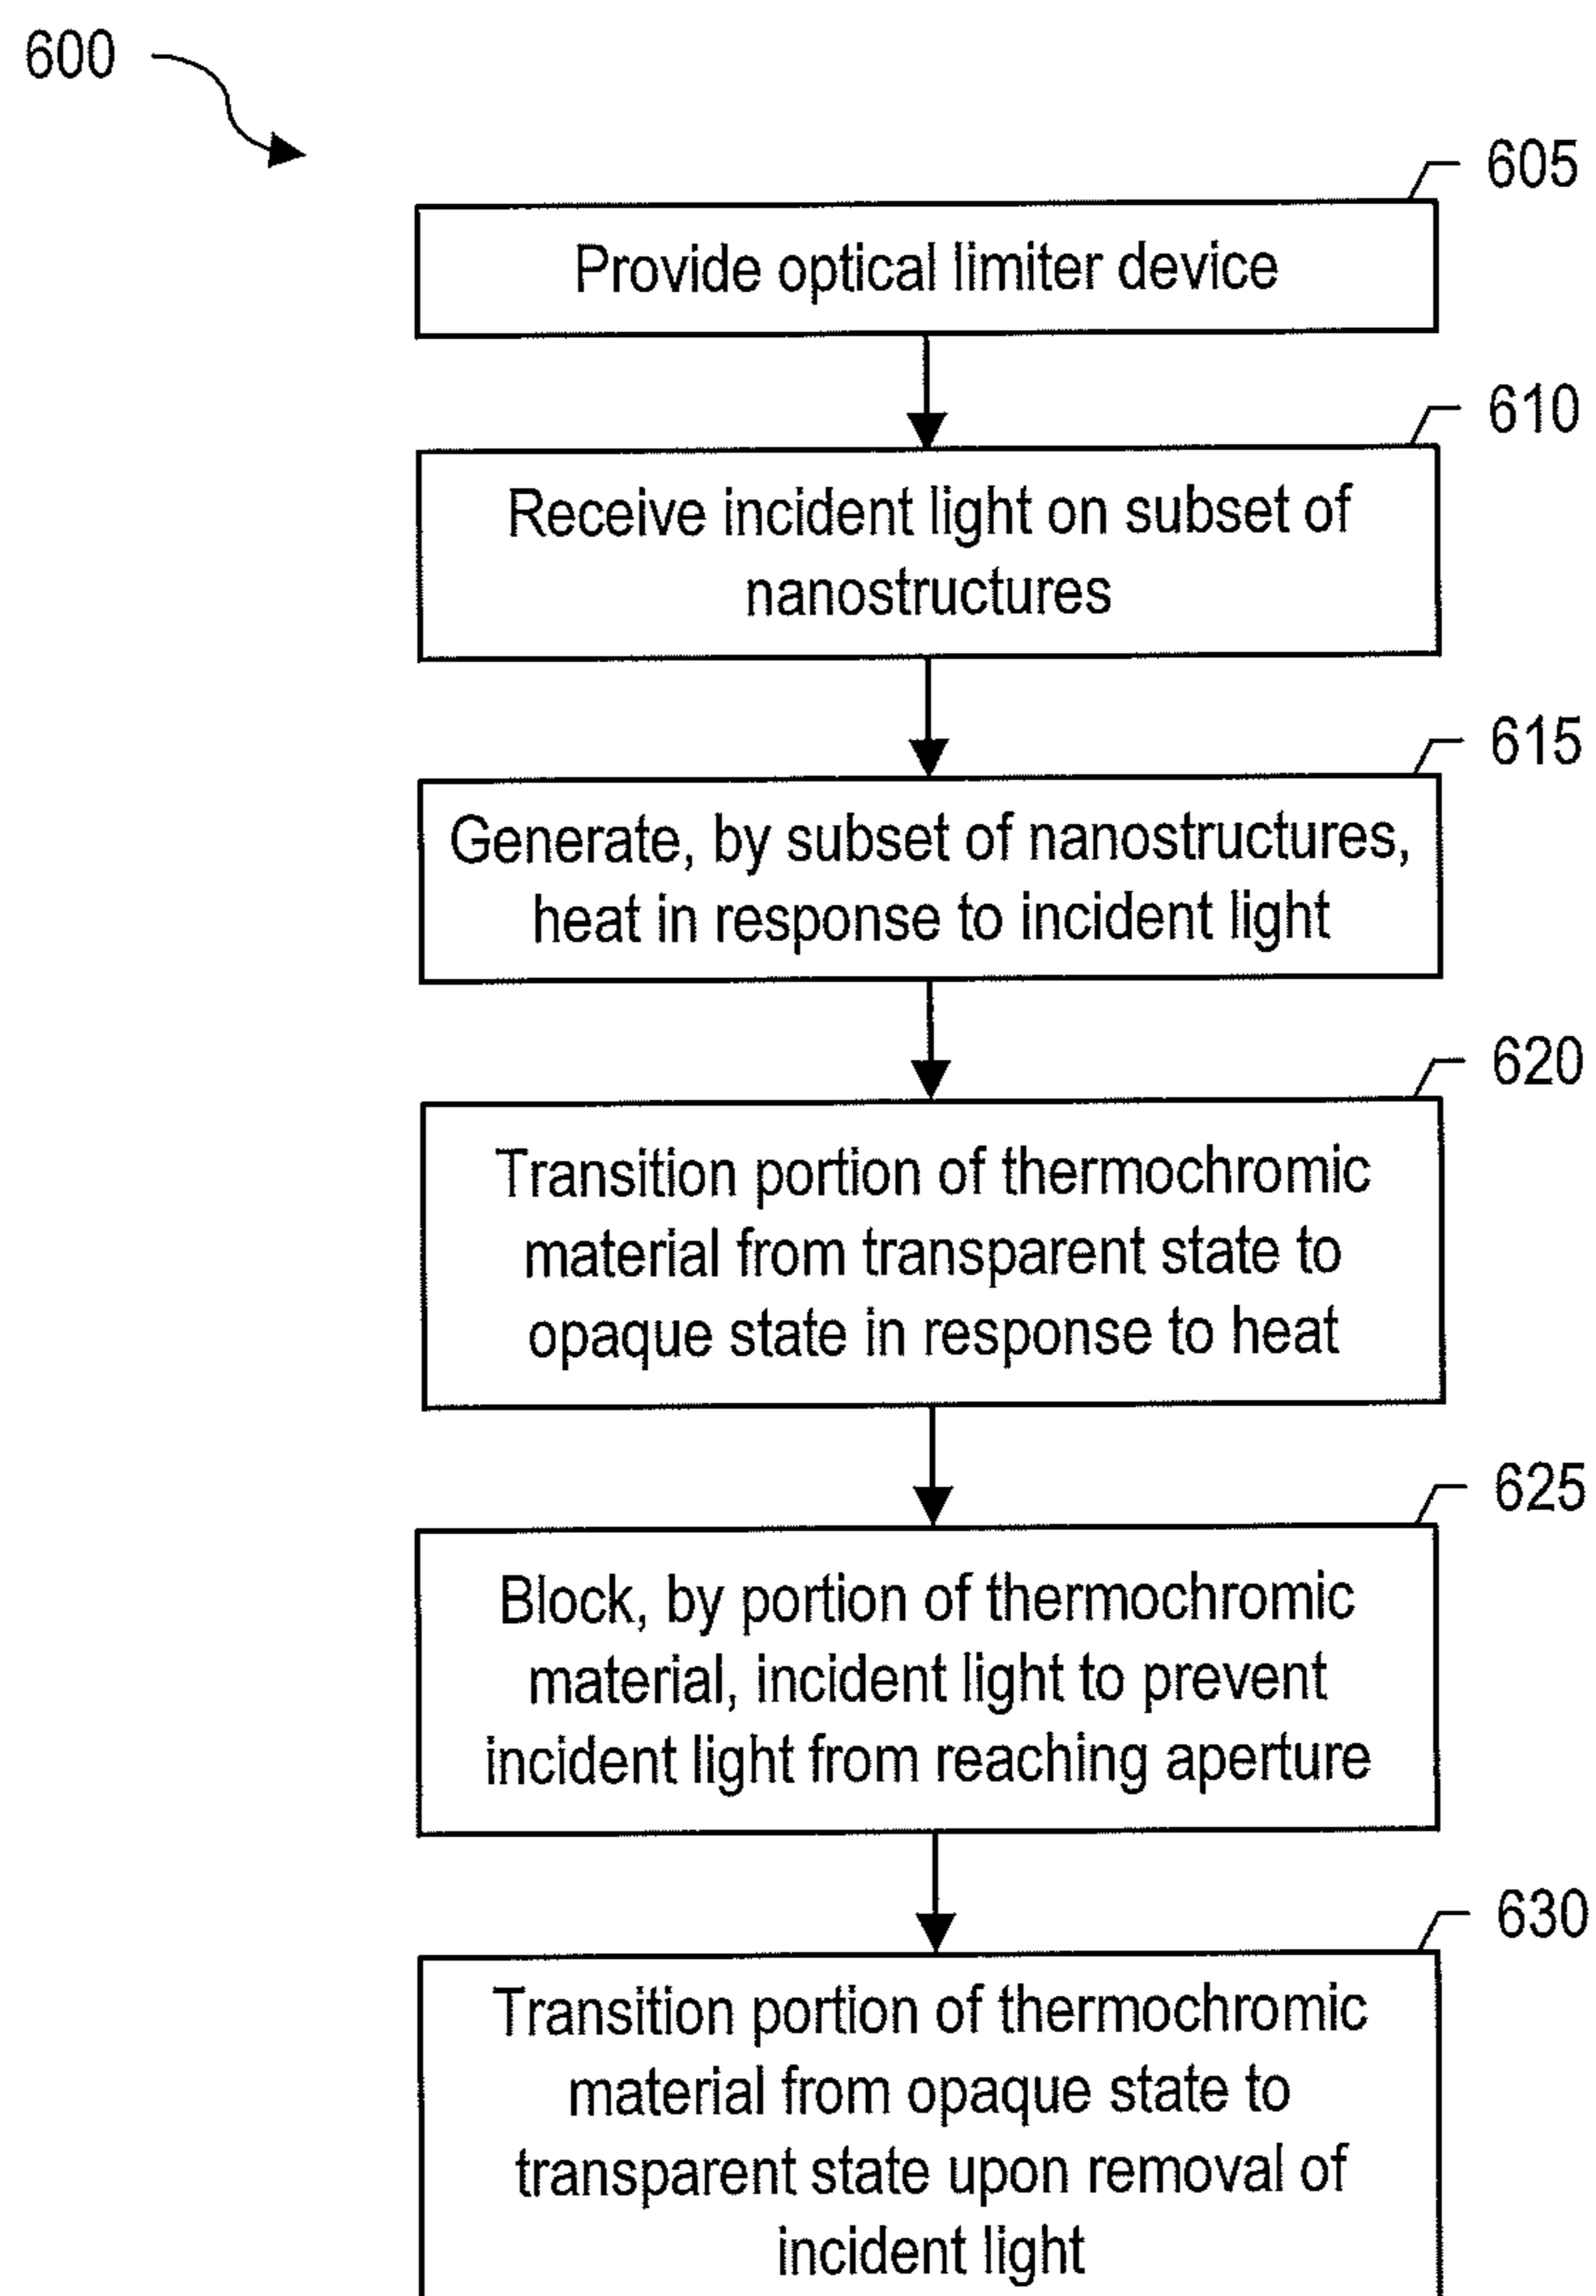 600
605
Provide optical limiter device
610
Receive incident light on subset of
nanostructures
615
Generate, by subset of nanostructures,
heat in response to incident light
620
Transition portion of thermochromic
material from transparent state to
opaque state in response to heat
625
Block, by portion of thermochromic
material, incident light to prevent
incident light from reaching aperture
630
Transition portion of thermochromic
material from opaque state to
transparent state upon removal of
incident light